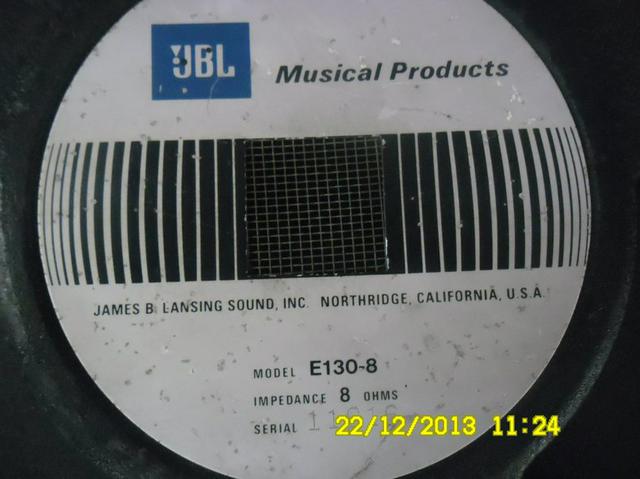 JBL
Musical Products
JAMES B. LANSING SOUND, INC. NORTHRIDGE, CALIFORNIA, U.S.A.
MODEL E130-8
IMPEDANCE 8 OHMS
SERIAL
22/12/2013 11:24